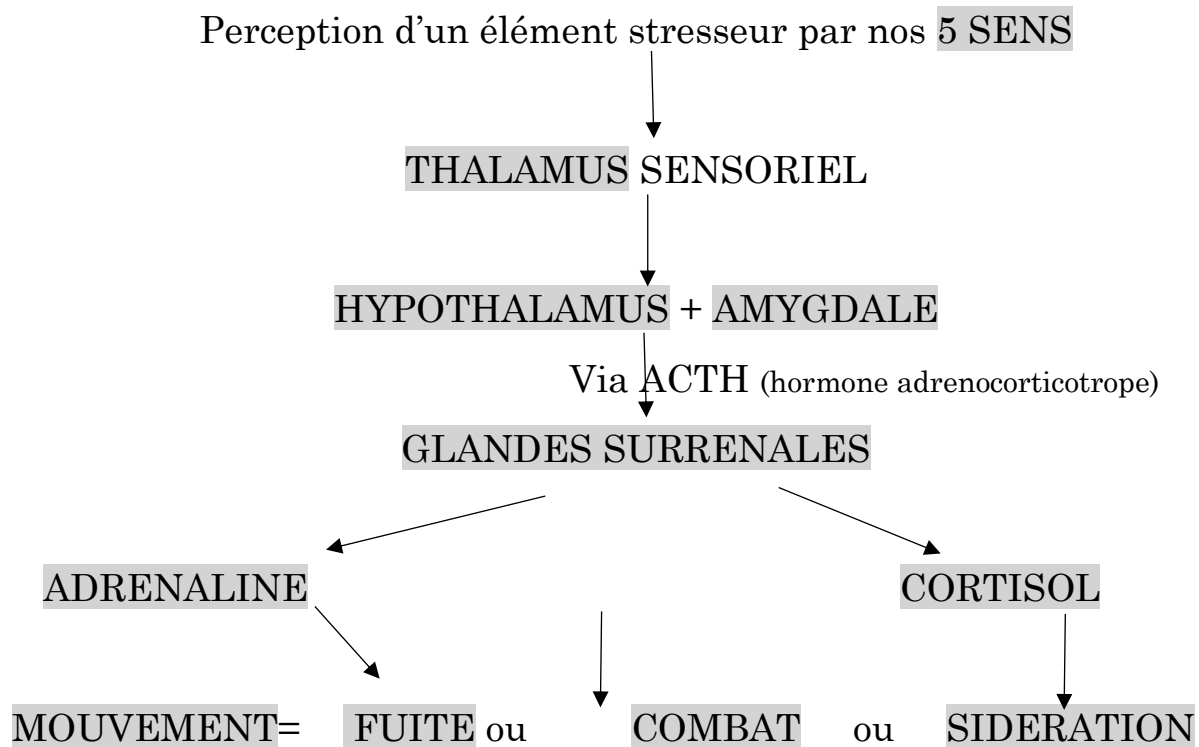 Perception d’un élément stresseur par nos 5 SENS
THALAMUS SENSORIEL
HYPOTHALAMUS + AMYGDALE
Via ACTH (hormone adrenocorticotrope)
GLANDES SURRENALES
ADRENALINE CORTISOL
MOUVEMENT= FUITE ou COMBAT ou SIDERATION